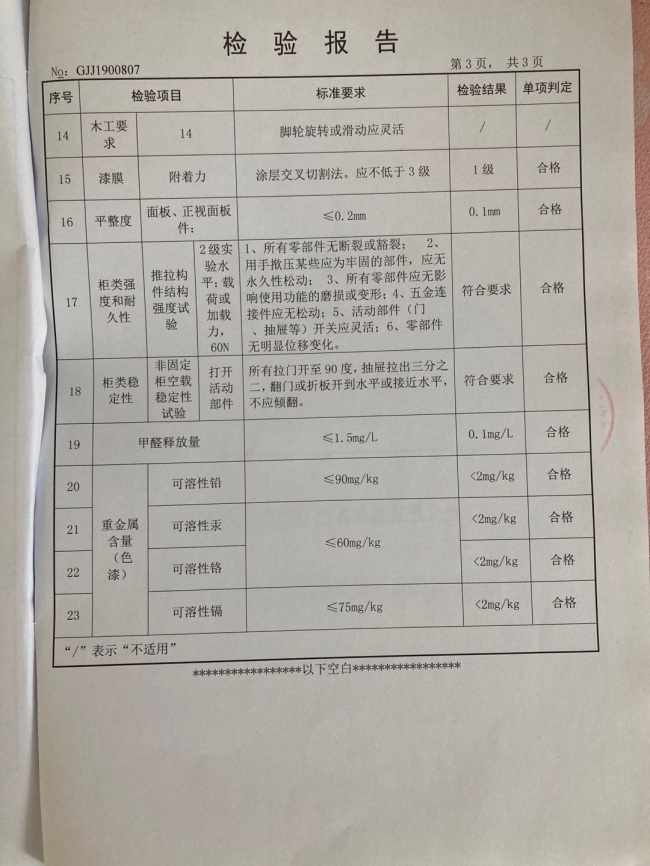 检验报告
№：GJJ1900807
第3页，共3页
序号 检验项目 标准要求 检验结果 单项判定
14 木工要求 14 脚轮旋转或滑动应灵活 / /
15 漆膜 附着力 涂层交叉切割法。应不低于3级 1级 合格
16 平整度 面板、正视面板件； ≤0.2mm 0.1mm 合格
17 柜类强度和耐久性 推拉构件结构强度试验 2级实验水平；载荷或加载力，60N
1、所有零部件无断裂或豁裂； 2、
用手揿压某些应为牢固的部件，应无
永久性松动； 3、所有零部件应无影
响使用功能的磨损或变形；4、五金连
接件应无松动；5、活动部件（门
、抽屉等）开关应灵活；6、零部件
无明显位移变化。
符合要求 合格
18 柜类稳定性 非固定柜空载稳定性试验 打开活动部件
所有拉门开至90度，抽屉拉出三分之
二，翻门或折板开到水平或接近水平，
不应倾翻。
符合要求 合格
19 甲醛释放量 ≤1.5mg/L 0.1mg/L 合格
20 重金属含量（色漆） 可溶性铅 ≤90mg/kg <2mg/kg 合格
21 可溶性汞 ≤60mg/kg <2mg/kg 合格
22 可溶性铬 <2mg/kg 合格
23 可溶性镉 ≤75mg/kg <2mg/kg 合格
“/”表示“不适用”
*****************以下空白*****************